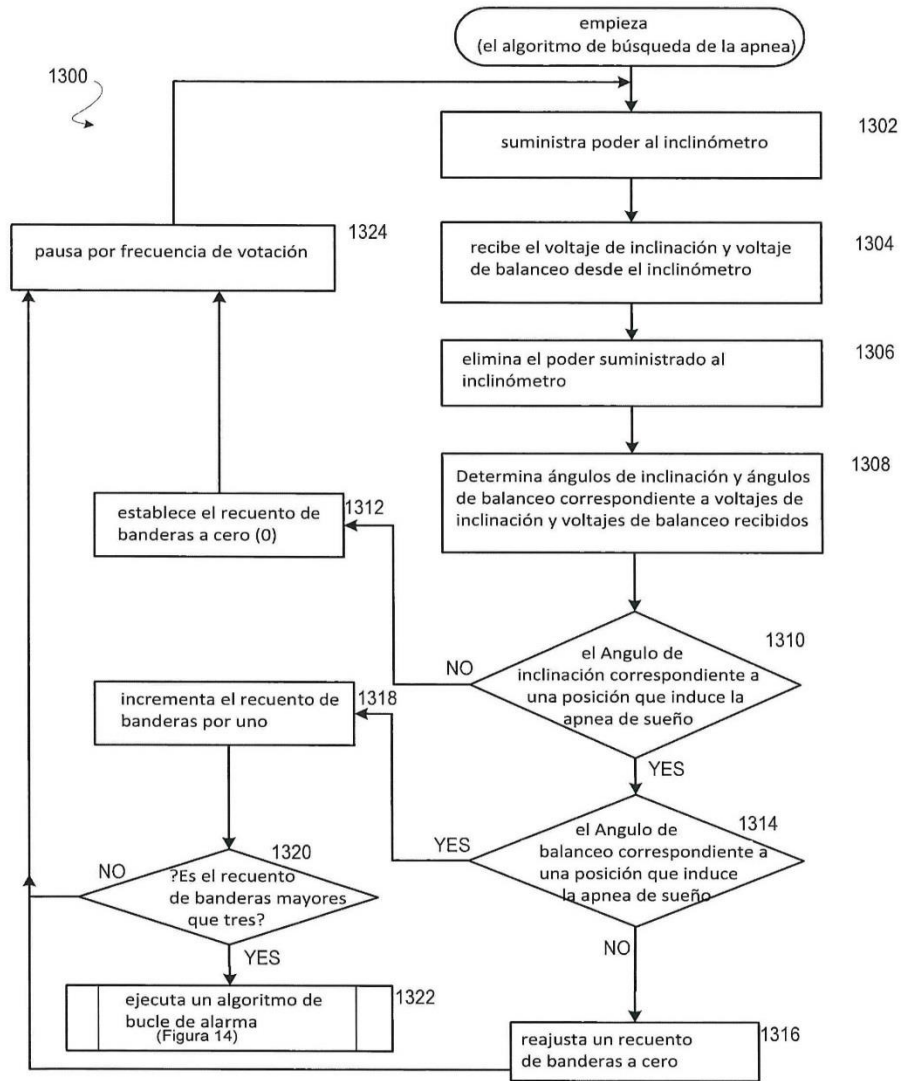 empieza
(el algoritmo de búsqueda de la apnea)
1300
1302
suministra poder al inclinómetro
1324
pausa por frecuencia de votación
1304
recibe el voltaje de inclinación y voltaje
de balanceo desde el inclinómetro
1306
elimina el poder suministrado al
inclinómetro
1308
Determina ángulos de inclinación y ángulos
de balanceo correspondiente a voltajes de
inclinación y voltajes de balanceo recibidos
1312
establece el recuento de
banderas a cero (0)
1310
el Angulo de
inclinación correspondiente a
una posición que induce la
apnea de sueño
NO
YES
1318
incrementa el recuento de
banderas por uno
1314
el Angulo de
balanceo correspondiente a
una posición que induce
la apnea de sueño
YES
NO
1320
?Es el recuento
de banderas mayores
que tres?
NO
YES
1322
ejecuta un algoritmo de
bucle de alarma
(Figura 14)
1316
reajusta un recuento
de banderas a cero